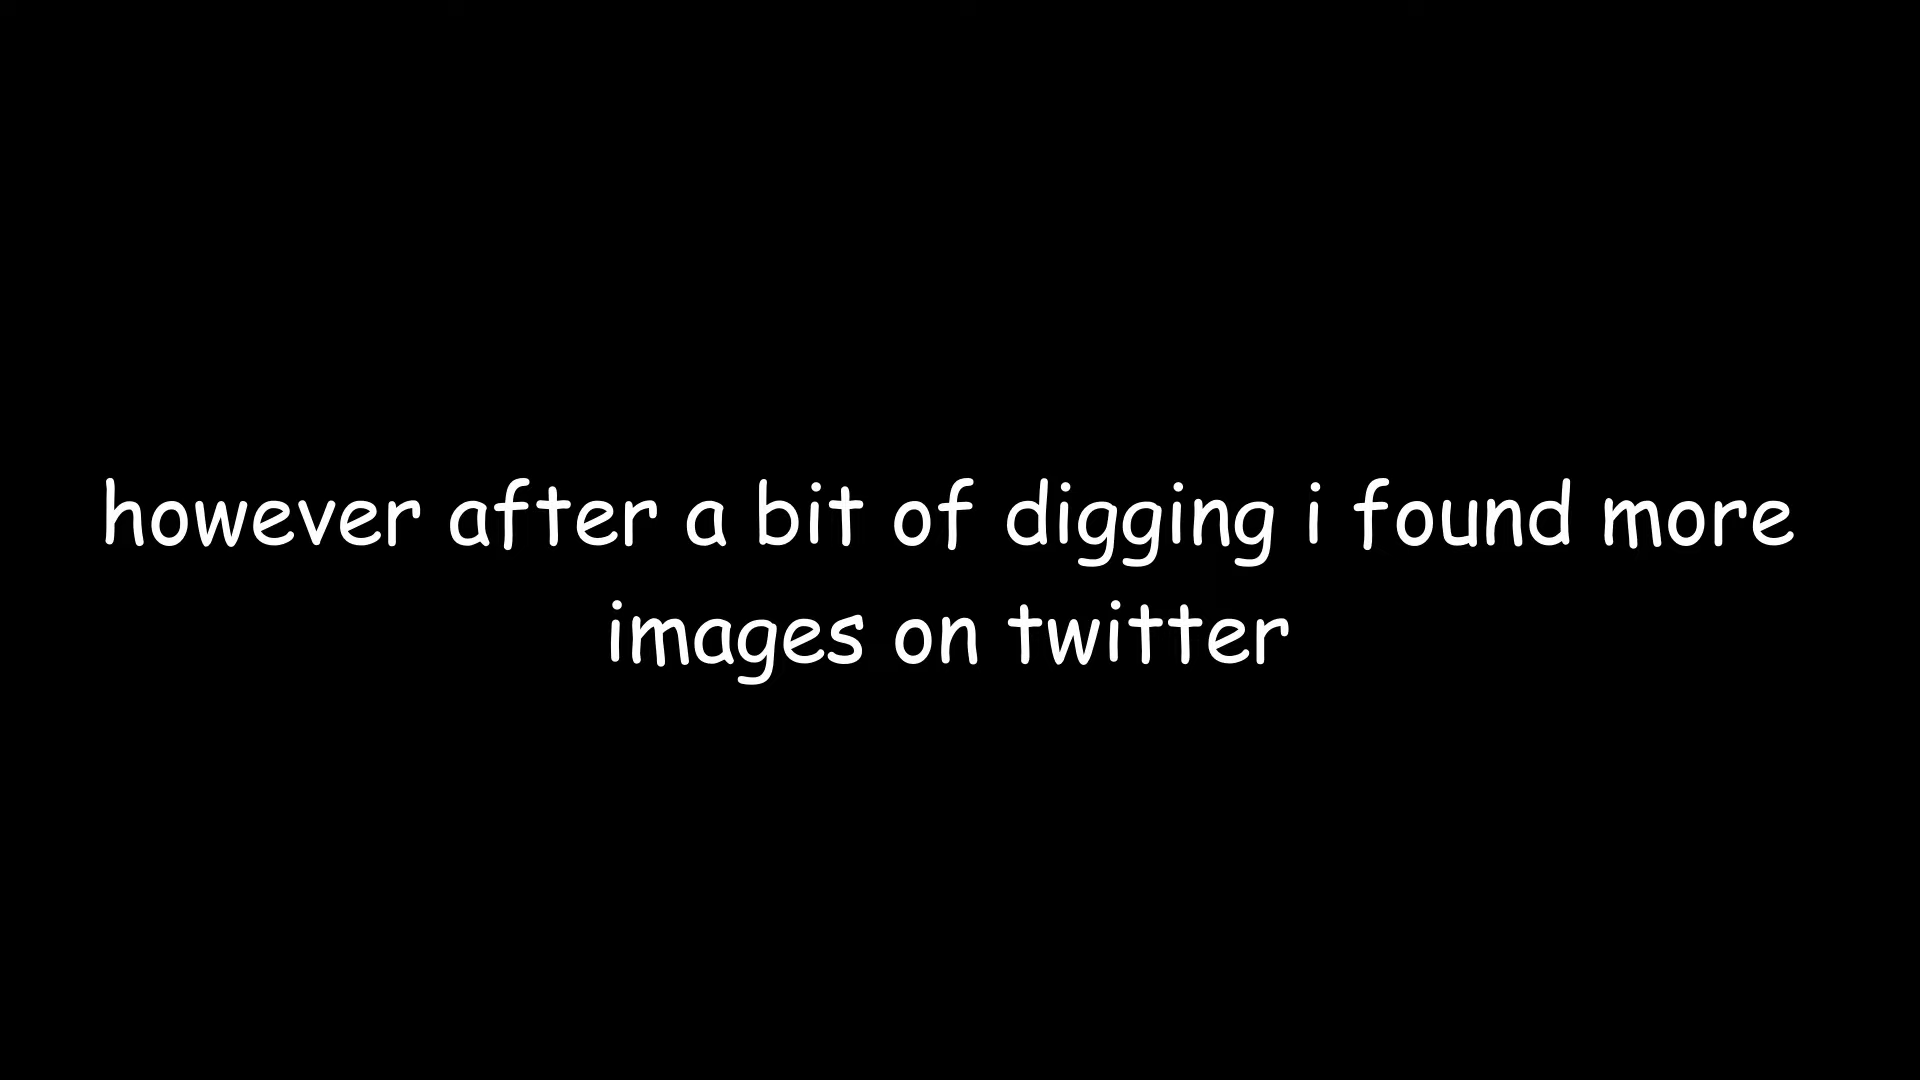 however after a bit of digging i found more
images on twitter